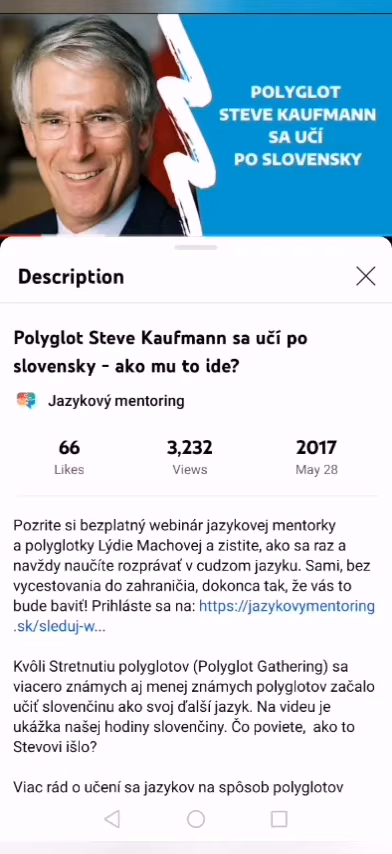 POLYGLOT
STEVE KAUFMANN
SA UČÍ
PO SLOVENSKY
Description
Polyglot Steve Kaufmann sa učí po
slovensky - ako mu to ide?
Jazykový mentoring
66 3,232 2017
Likes Views May 28
Pozrite si bezplatný webinár jazykovej mentorky
a polyglotky Lýdie Machovej a zistite, ako sa raz a
navždy naučíte rozprávať v cudzom jazyku. Sami, bez
vycestovania do zahraničia, dokonca tak, že vás to
bude baviť! Prihláste sa na: https://jazykovymentoring
.sk/sleduj-w...
Kvôli Stretnutiu polyglotov (Polyglot Gathering) sa
viacero známych aj menej známych polyglotov začalo
učiť slovenčinu ako svoj ďalší jazyk. Na videu je
ukážka našej hodiny slovenčiny. Čo poviete,  ako to
Stevovi išlo?
Viac rád o učení sa jazykov na spôsob polyglotov